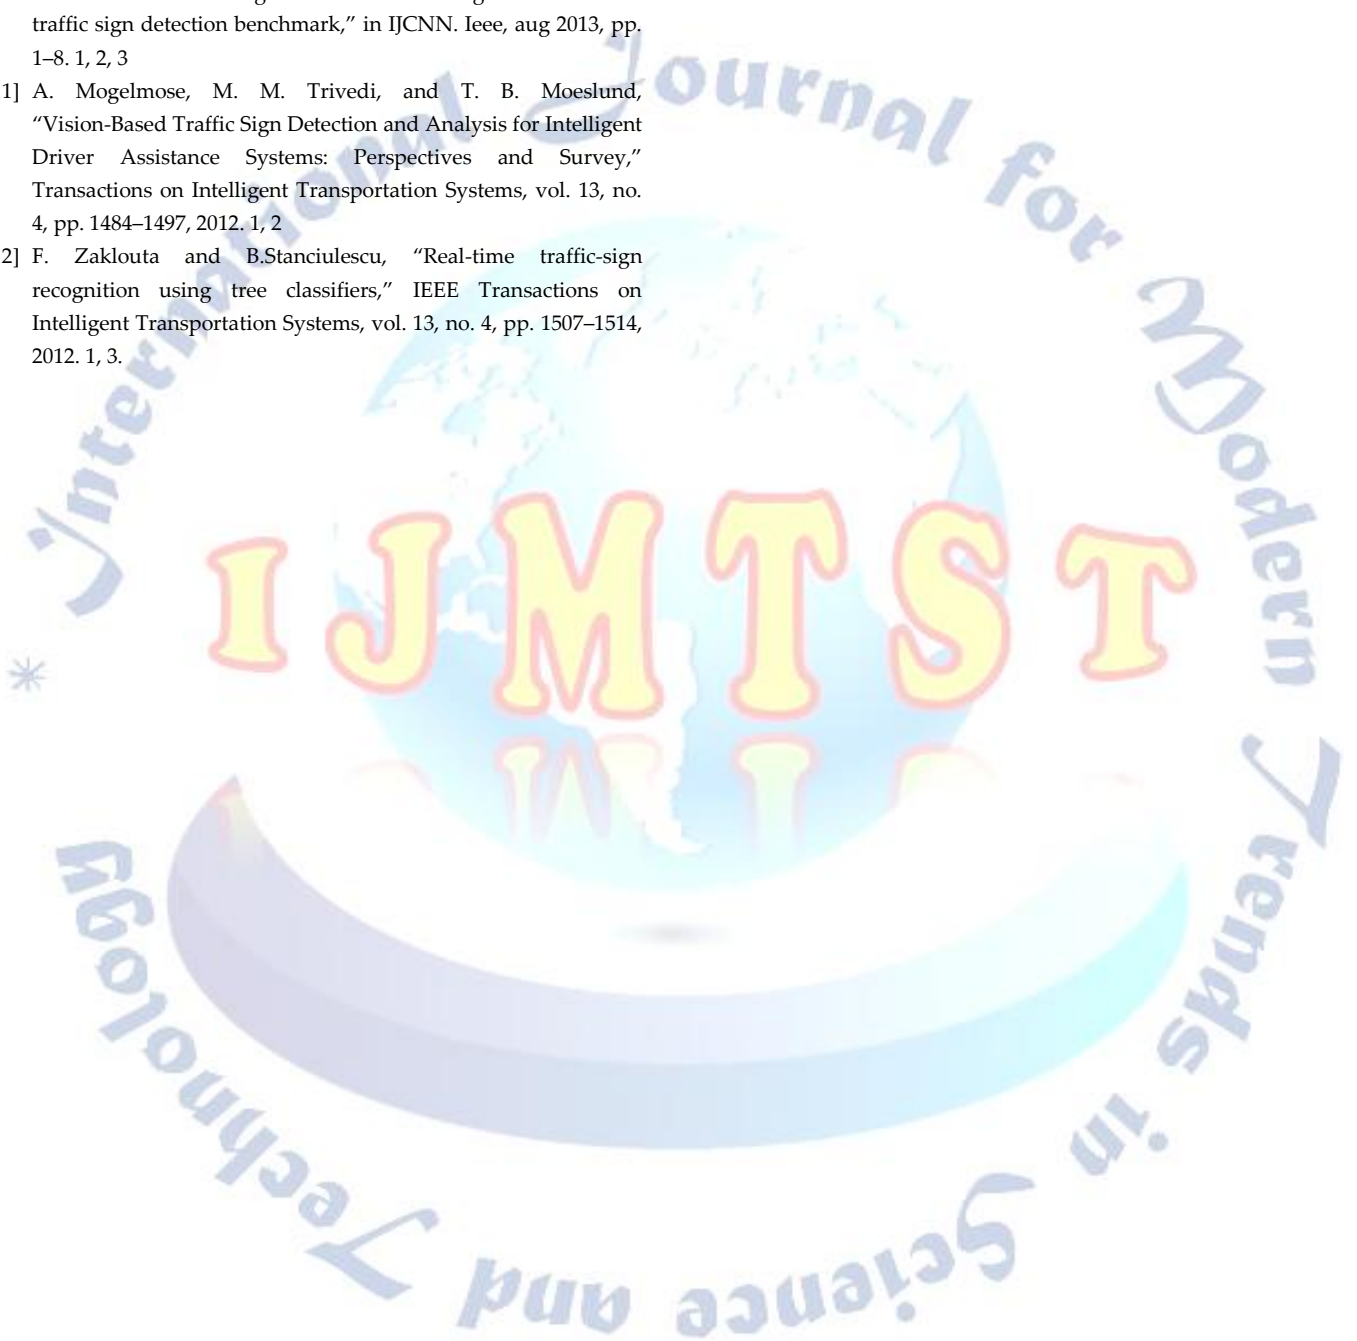 traffic sign detection benchmark,” in IJCNN. Ieee, aug 2013, pp.
1–8. 1, 2, 3
1] A. Mogelmose, M. M. Trivedi, and T. B. Moeslund,
“Vision-Based Traffic Sign Detection and Analysis for Intelligent
Driver Assistance Systems: Perspectives and Survey,”
Transactions on Intelligent Transportation Systems, vol. 13, no.
4, pp. 1484–1497, 2012. 1, 2
2] F. Zaklouta and B.Stanciulescu, “Real-time traffic-sign
recognition using tree classifiers,” IEEE Transactions on
Intelligent Transportation Systems, vol. 13, no. 4, pp. 1507–1514,
2012. 1, 3.
International Journal for Modern Trends in Science and Technology
*
IJMTST